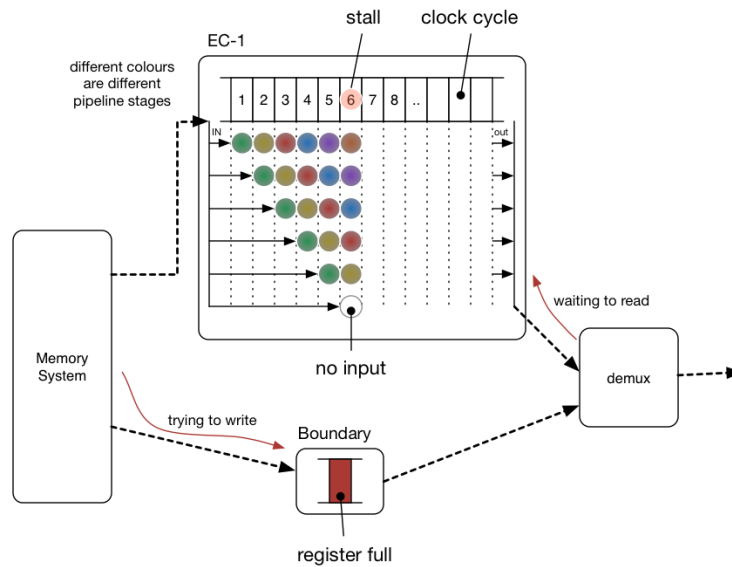 stall
clock cycle
EC-1
different colours
are different
pipeline stages
1 2 3 4 5 6 7 8 ..
IN
out
waiting to read
Memory
System
no input
demux
trying to write
Boundary
register full